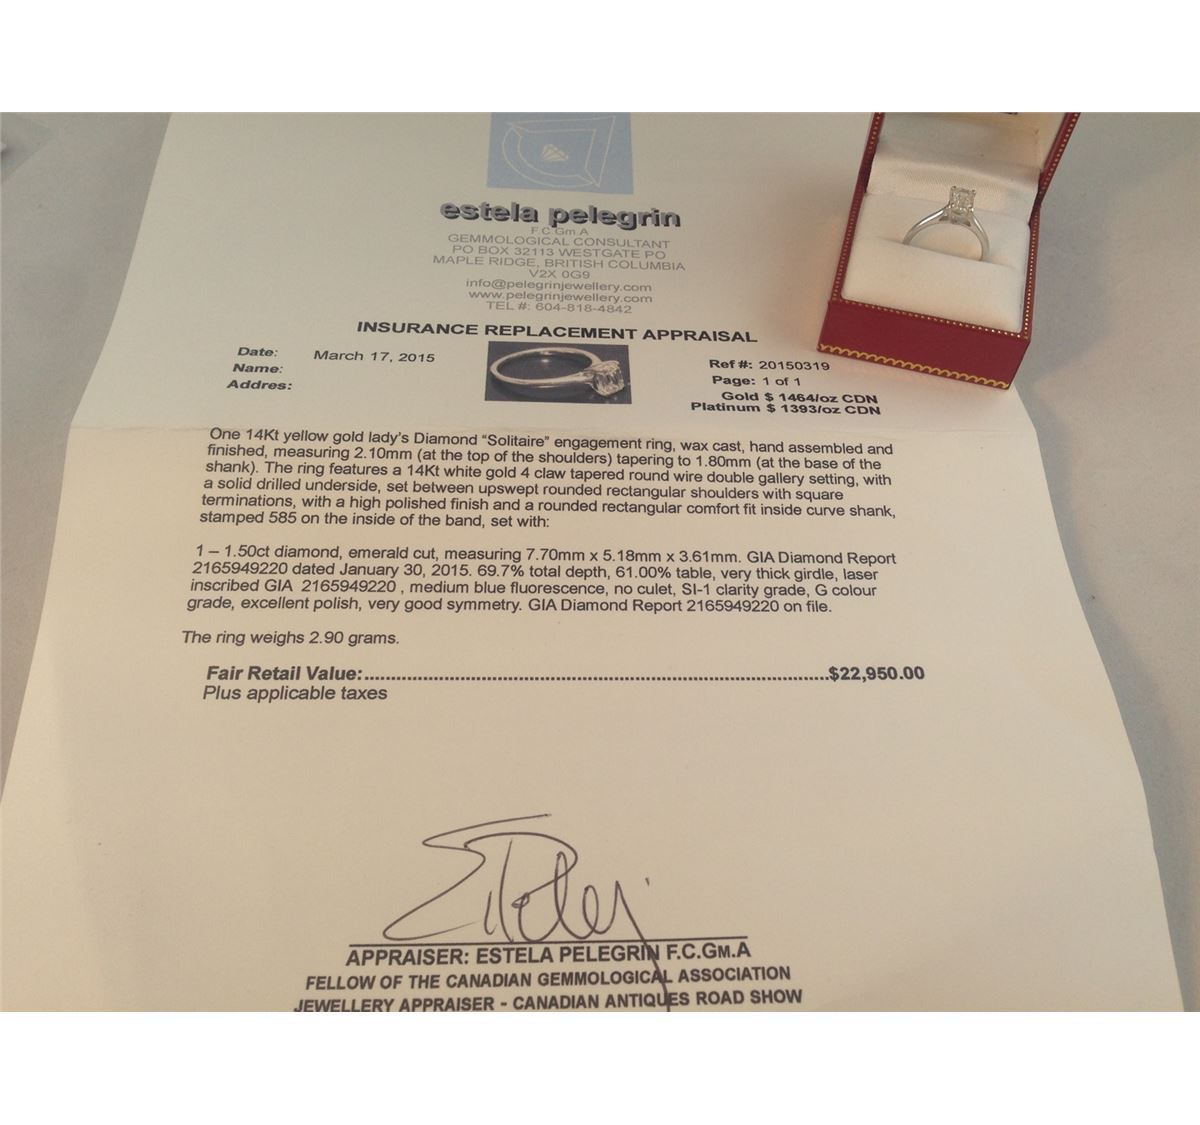 estela pelegrin
F.C.Gm.A
GEMMOLOGICAL CONSULTANT
PO BOX 32113 WESTGATE PO
MAPLE RIDGE, BRITISH COLUMBIA
V2X 0G9
info@pelegrinjewellery.com
www.pelegrinjewellery.com
TEL #: 604-818-4842
INSURANCE REPLACEMENT APPRAISAL
Date: March 17, 2015
Name:
Addres:
Ref #: 20150319
Page: 1 of 1
Gold $ 1464/oz CDN
Platinum $ 1393/oz CDN
One 14Kt yellow gold lady's Diamond "Solitaire" engagement ring, wax cast, hand assembled and
finished, measuring 2.10mm (at the top of the shoulders) tapering to 1.80mm (at the base of the
shank). The ring features a 14Kt white gold 4 claw tapered round wire double gallery setting, with
a solid drilled underside, set between upswept rounded rectangular shoulders with square
terminations, with a high polished finish and a rounded rectangular comfort fit inside curve shank,
stamped 585 on the inside of the band, set with:
1 – 1.50ct diamond, emerald cut, measuring 7.70mm x 5.18mm x 3.61mm. GIA Diamond Report
2165949220 dated January 30, 2015. 69.7% total depth, 61.00% table, very thick girdle, laser
inscribed GIA 2165949220 , medium blue fluorescence, no culet, SI-1 clarity grade, G colour
grade, excellent polish, very good symmetry. GIA Diamond Report 2165949220 on file.
The ring weighs 2.90 grams.
Fair Retail Value:..........................................................................................$22,950.00
Plus applicable taxes
APPRAISER: ESTELA PELEGRIN F.C.GM.A
FELLOW OF THE CANADIAN GEMMOLOGICAL ASSOCIATION
JEWELLERY APPRAISER - CANADIAN ANTIQUES ROAD SHOW